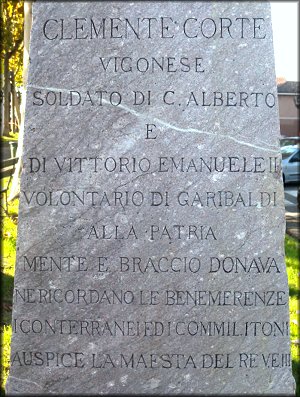 CLEMENTE CORTE
VIGONESE
SOLDATO DI C. ALBERTO
E
DI VITTORIO EMANUELE II
VOLONTARIO DI GARIBALDI
ALLA PATRIA
MENTE E BRACCIO DONAVA
NE RICORDANO LE BENEMERENZE
I CONTERRANEI ED I COMMILITONI
AUSPICE LA MAESTA DEL RE V.E.III